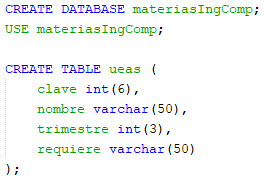 CREATE DATABASE materiasIngComp;
USE materiasIngComp;
CREATE TABLE ueas (
clave int(6),
nombre varchar(50),
trimestre int(3),
requiere varchar(50)
);